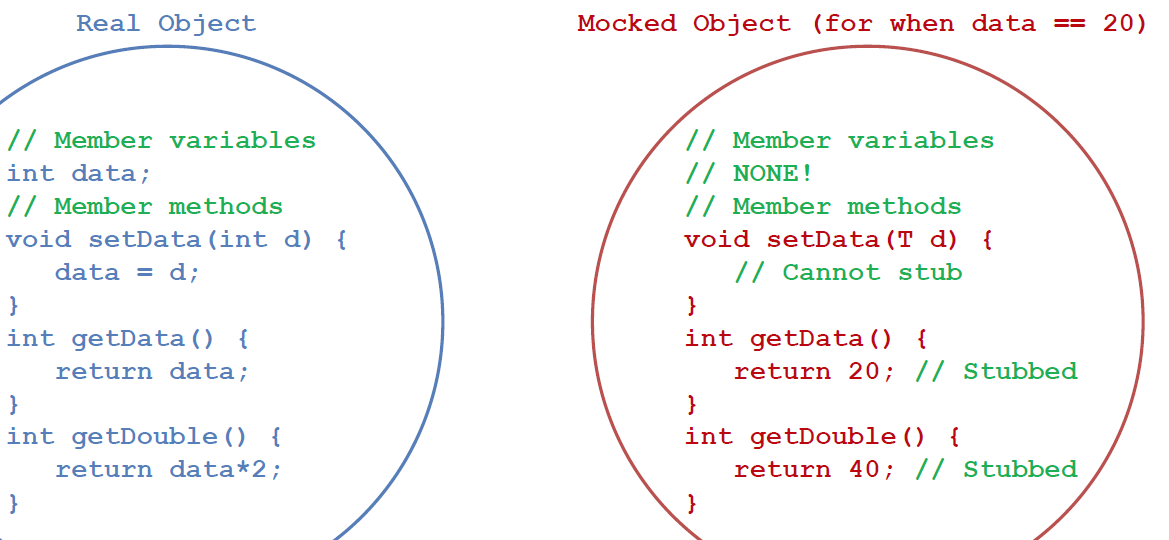 Real Object
// Member variables
int data;
// Member methods
void setData(int d) {
data = d;
}
int getData() {
return data;
}
int getDouble() {
return data*2;
}
Mocked Object (for when data == 20)
// Member variables
// NONE!
// Member methods
void setData(T d) {
// Cannot stub
}
int getData() {
return 20; // Stubbed
}
int getDouble() {
return 40; // Stubbed
}